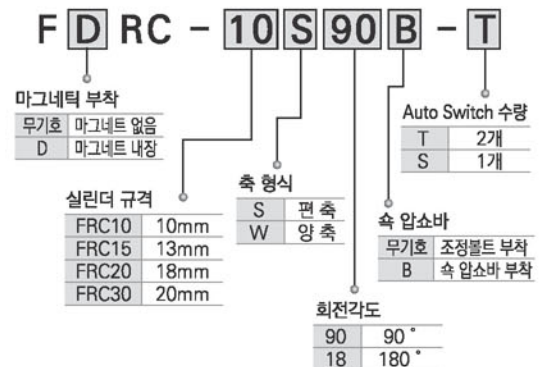 F D RC - 10 S 90 B - T
마그네틱 부착
무기호 마그네트 없음
D 마그네트 내장
실린더 규격
FRC10 10mm
FRC15 13mm
FRC20 18mm
FRC30 20mm
축 형식
S 편 축
W 양 축
회전각도
90 90˚
18 180˚
쇽 압쇼바
무기호 조정볼트 부착
B 쇽 압쇼바 부착
Auto Switch 수량
T 2개
S 1개